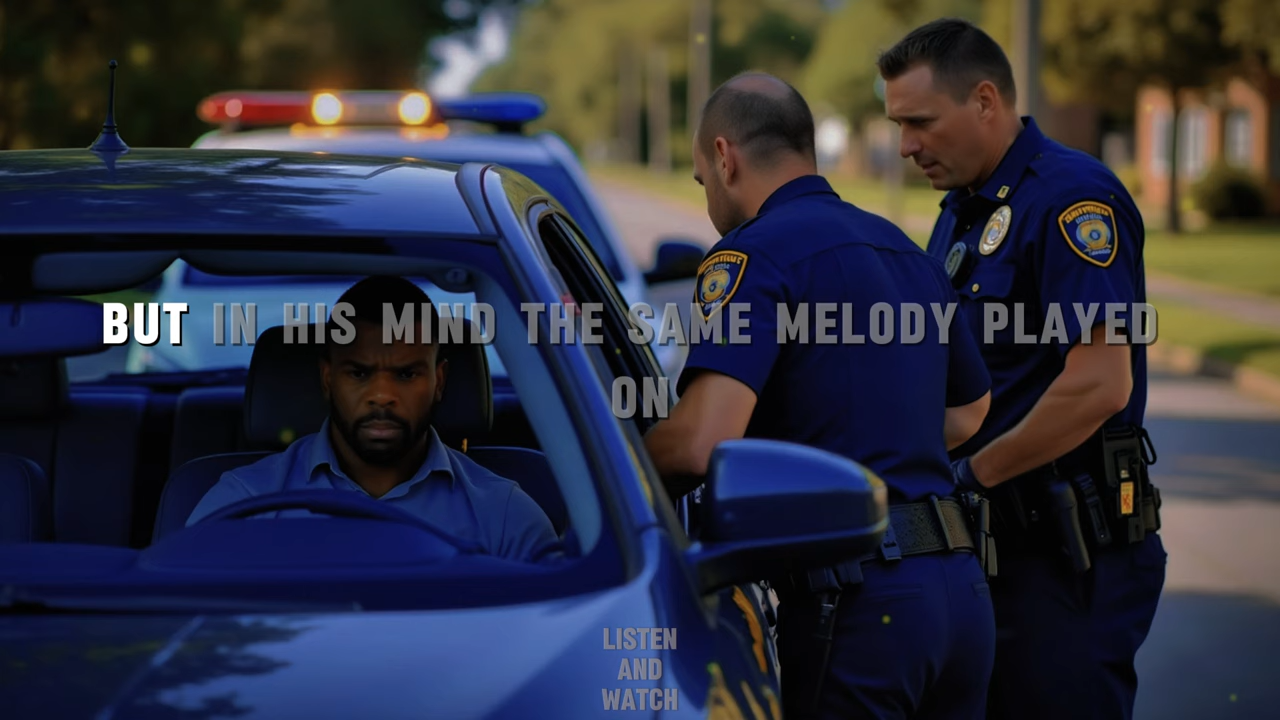 BUT IN HIS MIND THE SAME MELODY PLAYED
ON
LISTEN
AND
WATCH